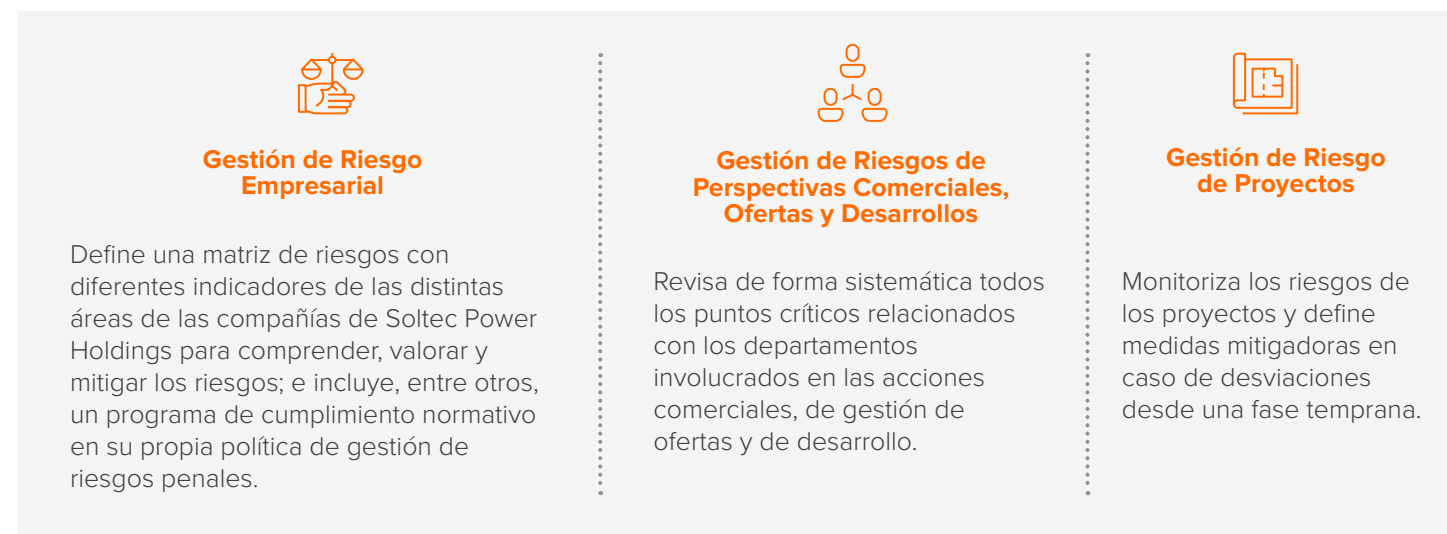 Gestión de Riesgo
Empresarial
Define una matriz de riesgos con
diferentes indicadores de las distintas
áreas de las compañías de Soltec Power
Holdings para comprender, valorar y
mitigar los riesgos; e incluye, entre otros,
un programa de cumplimiento normativo
en su propia política de gestión de
riesgos penales.
Gestión de Riesgos de
Perspectivas Comerciales,
Ofertas y Desarrollos
Revisa de forma sistemática todos
los puntos críticos relacionados
con los departamentos
involucrados en las acciones
comerciales, de gestión de
ofertas y de desarrollo.
Gestión de Riesgo
de Proyectos
Monitoriza los riesgos de
los proyectos y define
medidas mitigadoras en
caso de desviaciones
desde una fase temprana.